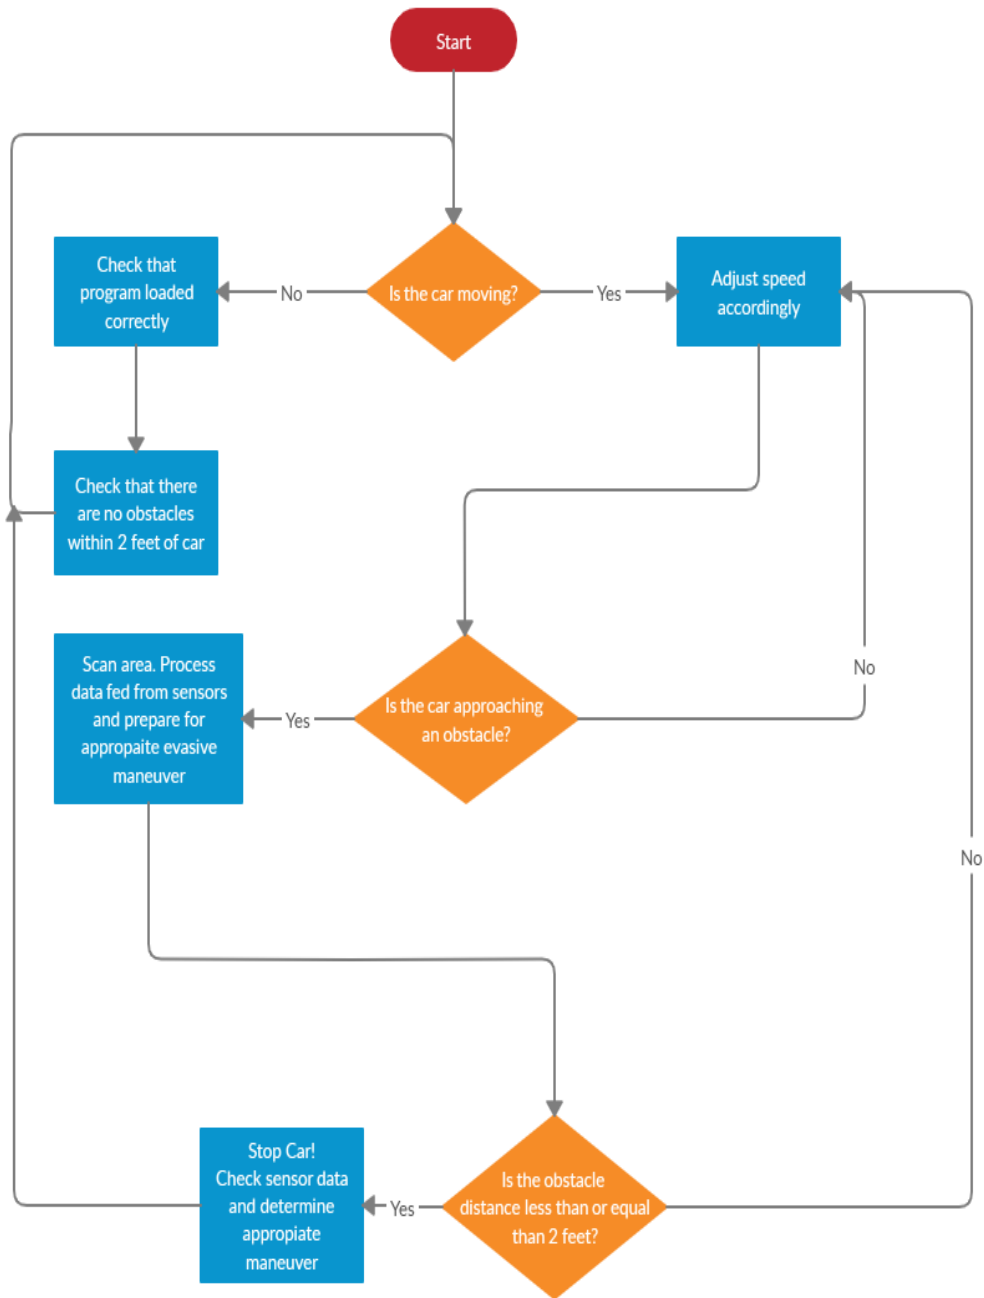 Start
Is the car moving?
No
Yes
Check that
program loaded
correctly
Adjust speed
accordingly
Check that there
are no obstacles
within 2 feet of car
Is the car approaching
an obstacle?
Yes
No
Scan area. Process
data fed from sensors
and prepare for
appropaite evasive
maneuver
No
Is the obstacle
distance less than or equal
than 2 feet?
Yes
Stop Car!
Check sensor data
and determine
appropiate
maneuver